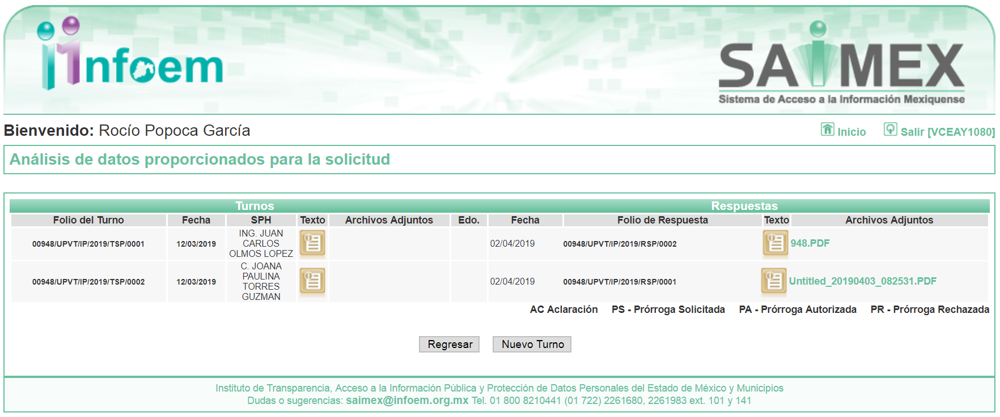 infoem
SAIMEX
Sistema de Acceso a la Información Mexiquense
Bienvenido: Rocío Popoca García
Inicio Salir [VCEAY1080]
Análisis de datos proporcionados para la solicitud
Turnos Respuestas
Folio del Turno Fecha SPH Texto Archivos Adjuntos Edo. Fecha Folio de Respuesta Texto Archivos Adjuntos
00948/UPVT/IP/2019/TSP/0001 12/03/2019 ING. JUAN CARLOS OLMOS LOPEZ 02/04/2019 00948/UPVT/IP/2019/RSP/0002 948.PDF
00948/UPVT/IP/2019/TSP/0002 12/03/2019 C. JOANA PAULINA TORRES GUZMAN 02/04/2019 00948/UPVT/IP/2019/RSP/0001 Untitled_20190403_082531.PDF
AC Aclaración PS - Prórroga Solicitada PA - Prórroga Autorizada PR - Prórroga Rechazada
Regresar Nuevo Turno
Instituto de Transparencia, Acceso a la Información Pública y Protección de Datos Personales del Estado de México y Municipios
Dudas o sugerencias: saimex@infoem.org.mx Tel. 01 800 8210441 (01 722) 2261680, 2261983 ext. 101 y 141